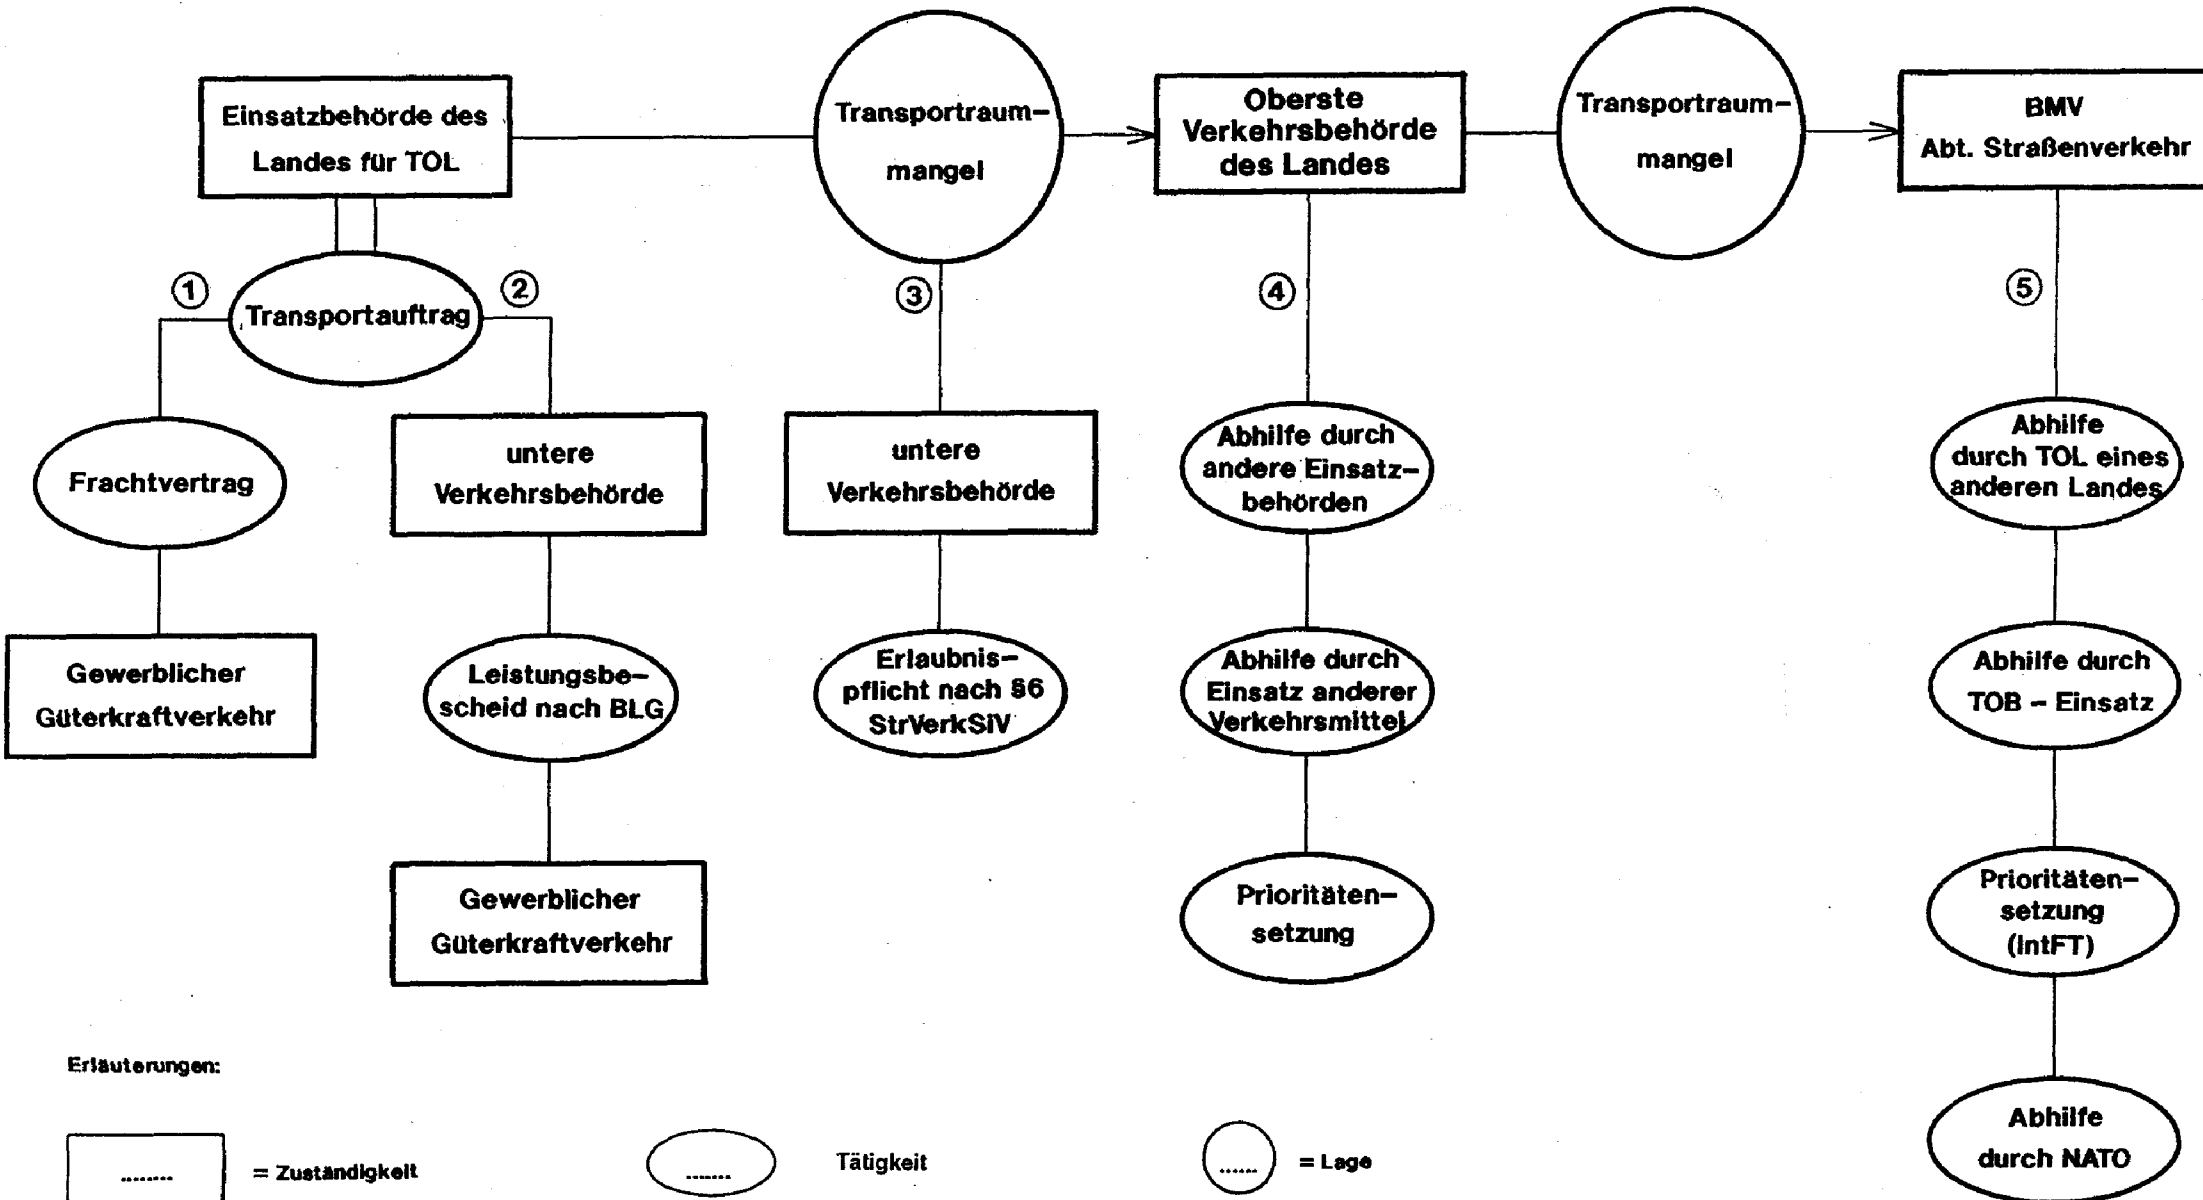 Einsatzbehörde des
Landes für TOL
Transportraum–
mangel
Oberste
Verkehrsbehörde
des Landes
Transportraum–
mangel
BMV
Abt. Straßenverkehr
1
Transportauftrag
2
3
4
5
Frachtvertrag
untere
Verkehrsbehörde
untere
Verkehrsbehörde
Abhilfe durch
andere Einsatz–
behörden
Abhilfe
durch TOL eines
anderen Landes
Gewerblicher
Güterkraftverkehr
Leistungsbe–
scheid nach BLG
Erlaubnis–
pflicht nach §6
StrVerkSiV
Abhilfe durch
Einsatz anderer
Verkehrsmittel
Abhilfe durch
TOB – Einsatz
Gewerblicher
Güterkraftverkehr
Prioritäten–
setzung
Prioritäten–
setzung
(IntFT)
Abhilfe
durch NATO
Erläuterungen:
........ = Zuständigkeit
....... Tätigkeit
...... = Lage